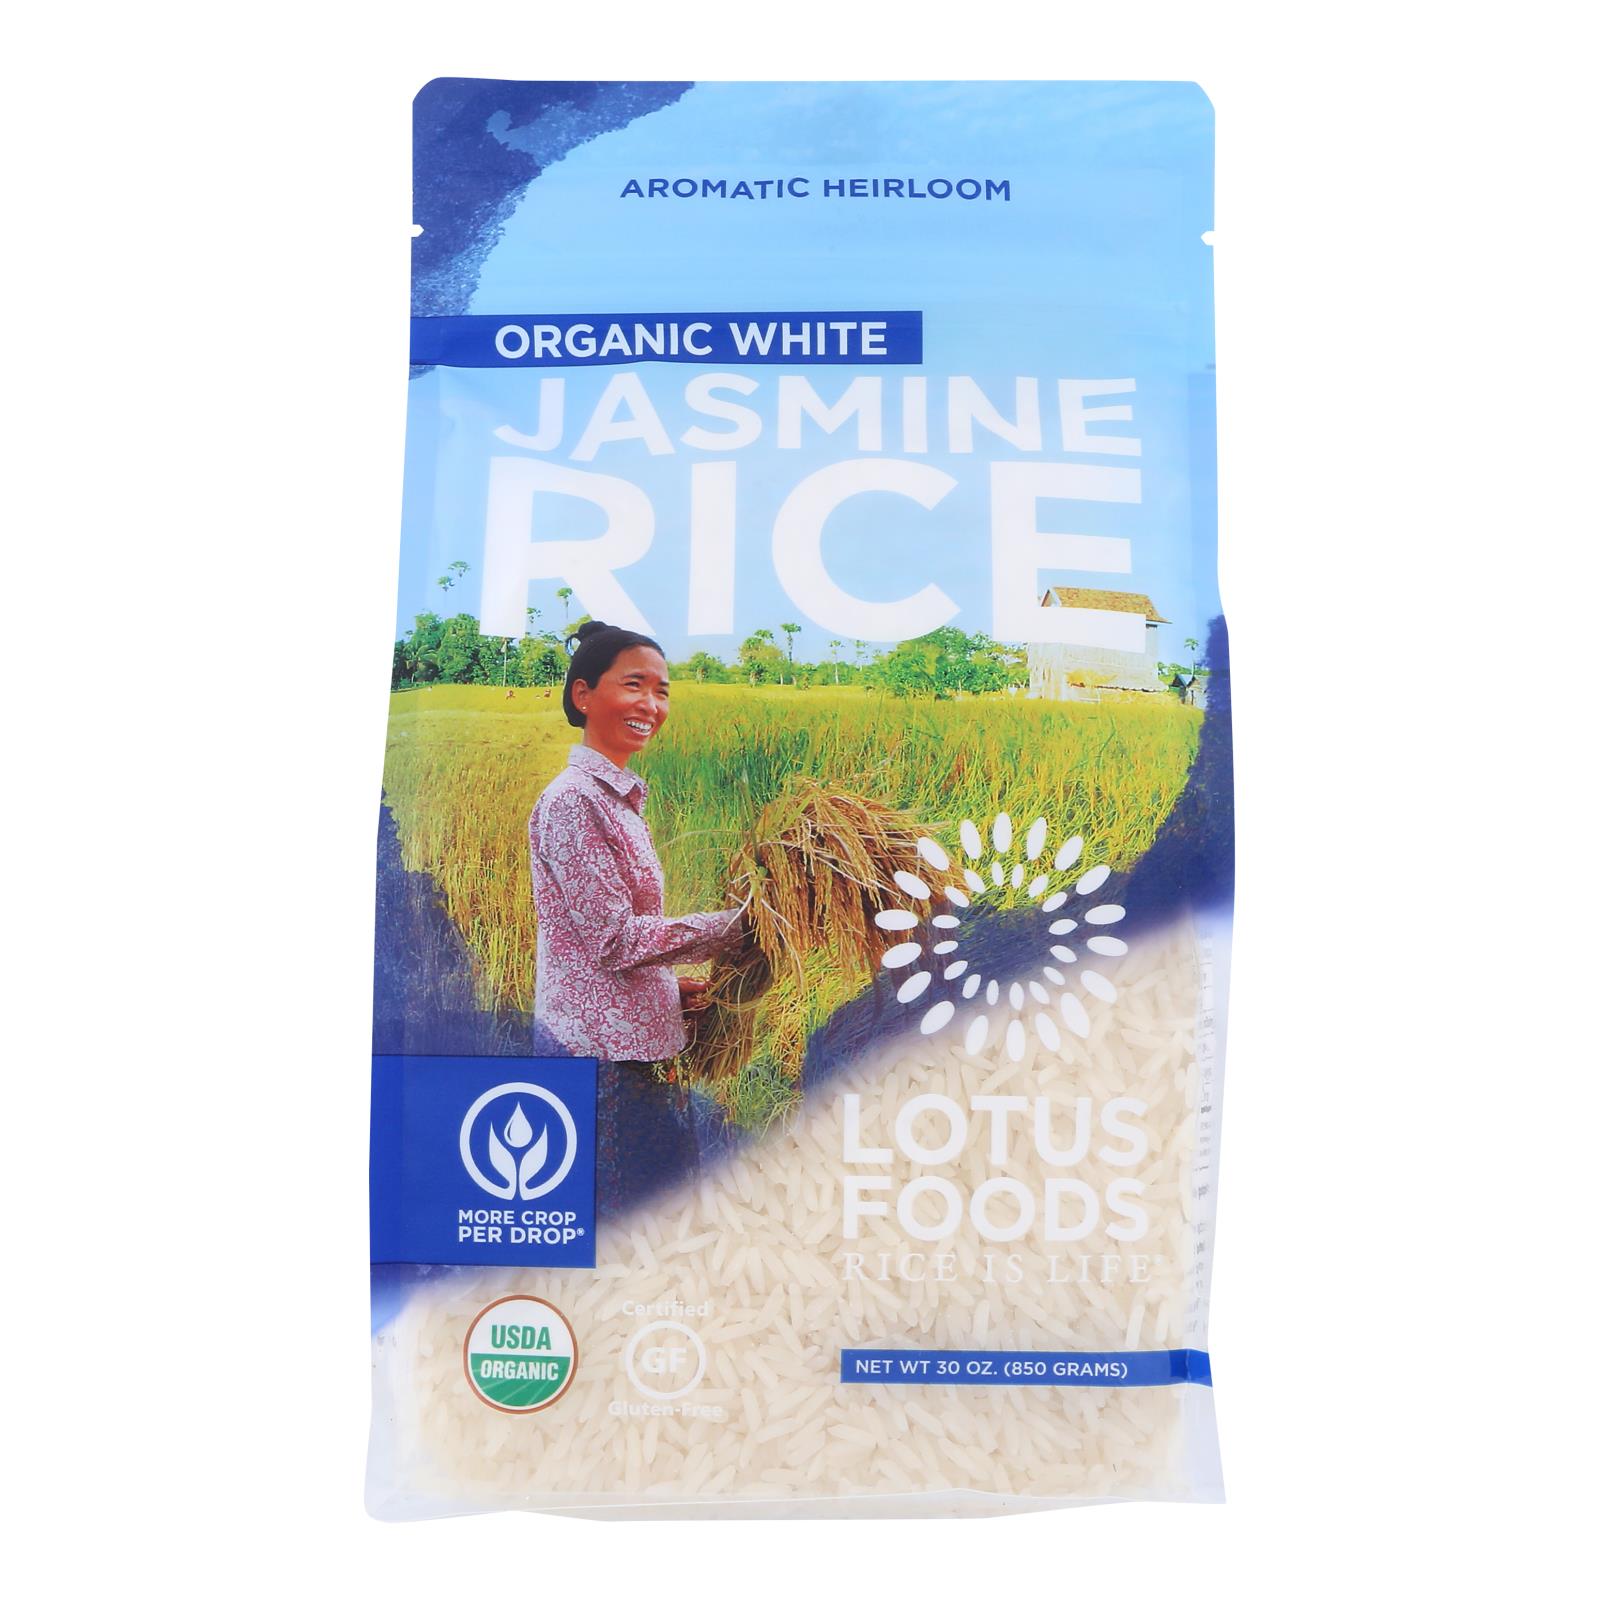 AROMATIC HEIRLOOM
ORGANIC WHITE
JASMINE
RICE
LOTUS
FOODS
RICE IS LIFE®
MORE CROP
PER DROP®
USDA
ORGANIC
Certified
GF
Gluten-Free
NET WT 30 OZ. (850 GRAMS)